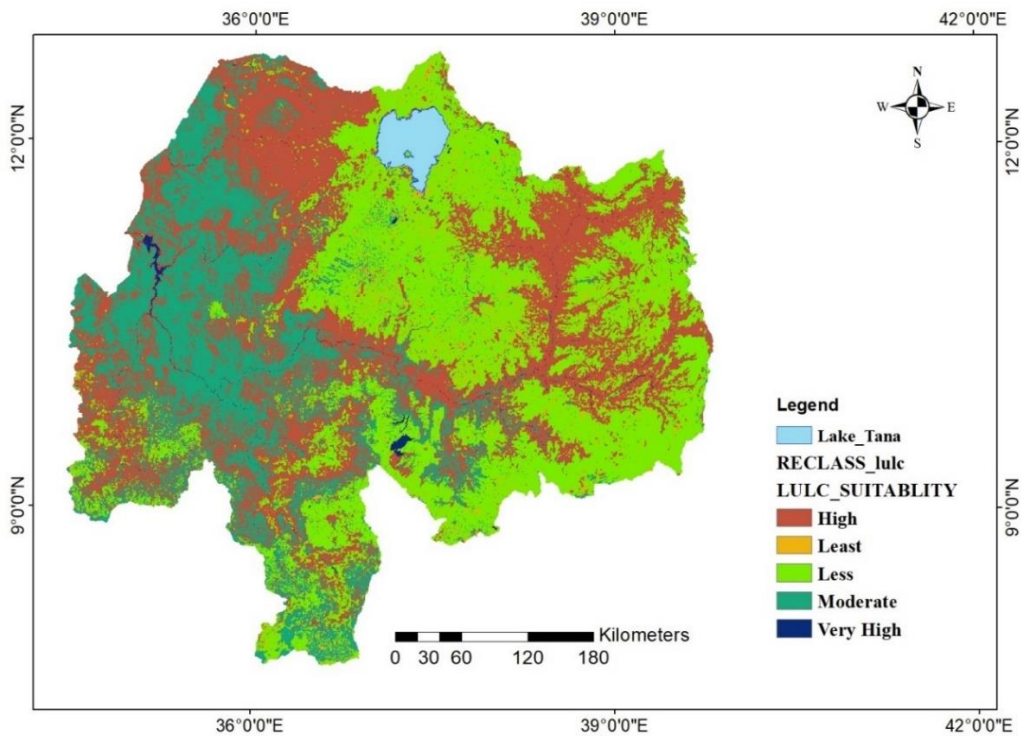 36°0'0"E
39°0'0"E
42°0'0"E
12°0'0"N
12°0'0"N
N
W
E
S
Legend
Lake_Tana
RECLASS_lulc
LULC_SUITABLITY
High
Least
Less
Moderate
Very High
9°0'0"N
9°0'0"N
Kilometers
0 30 60 120 180
36°0'0"E
39°0'0"E
42°0'0"E